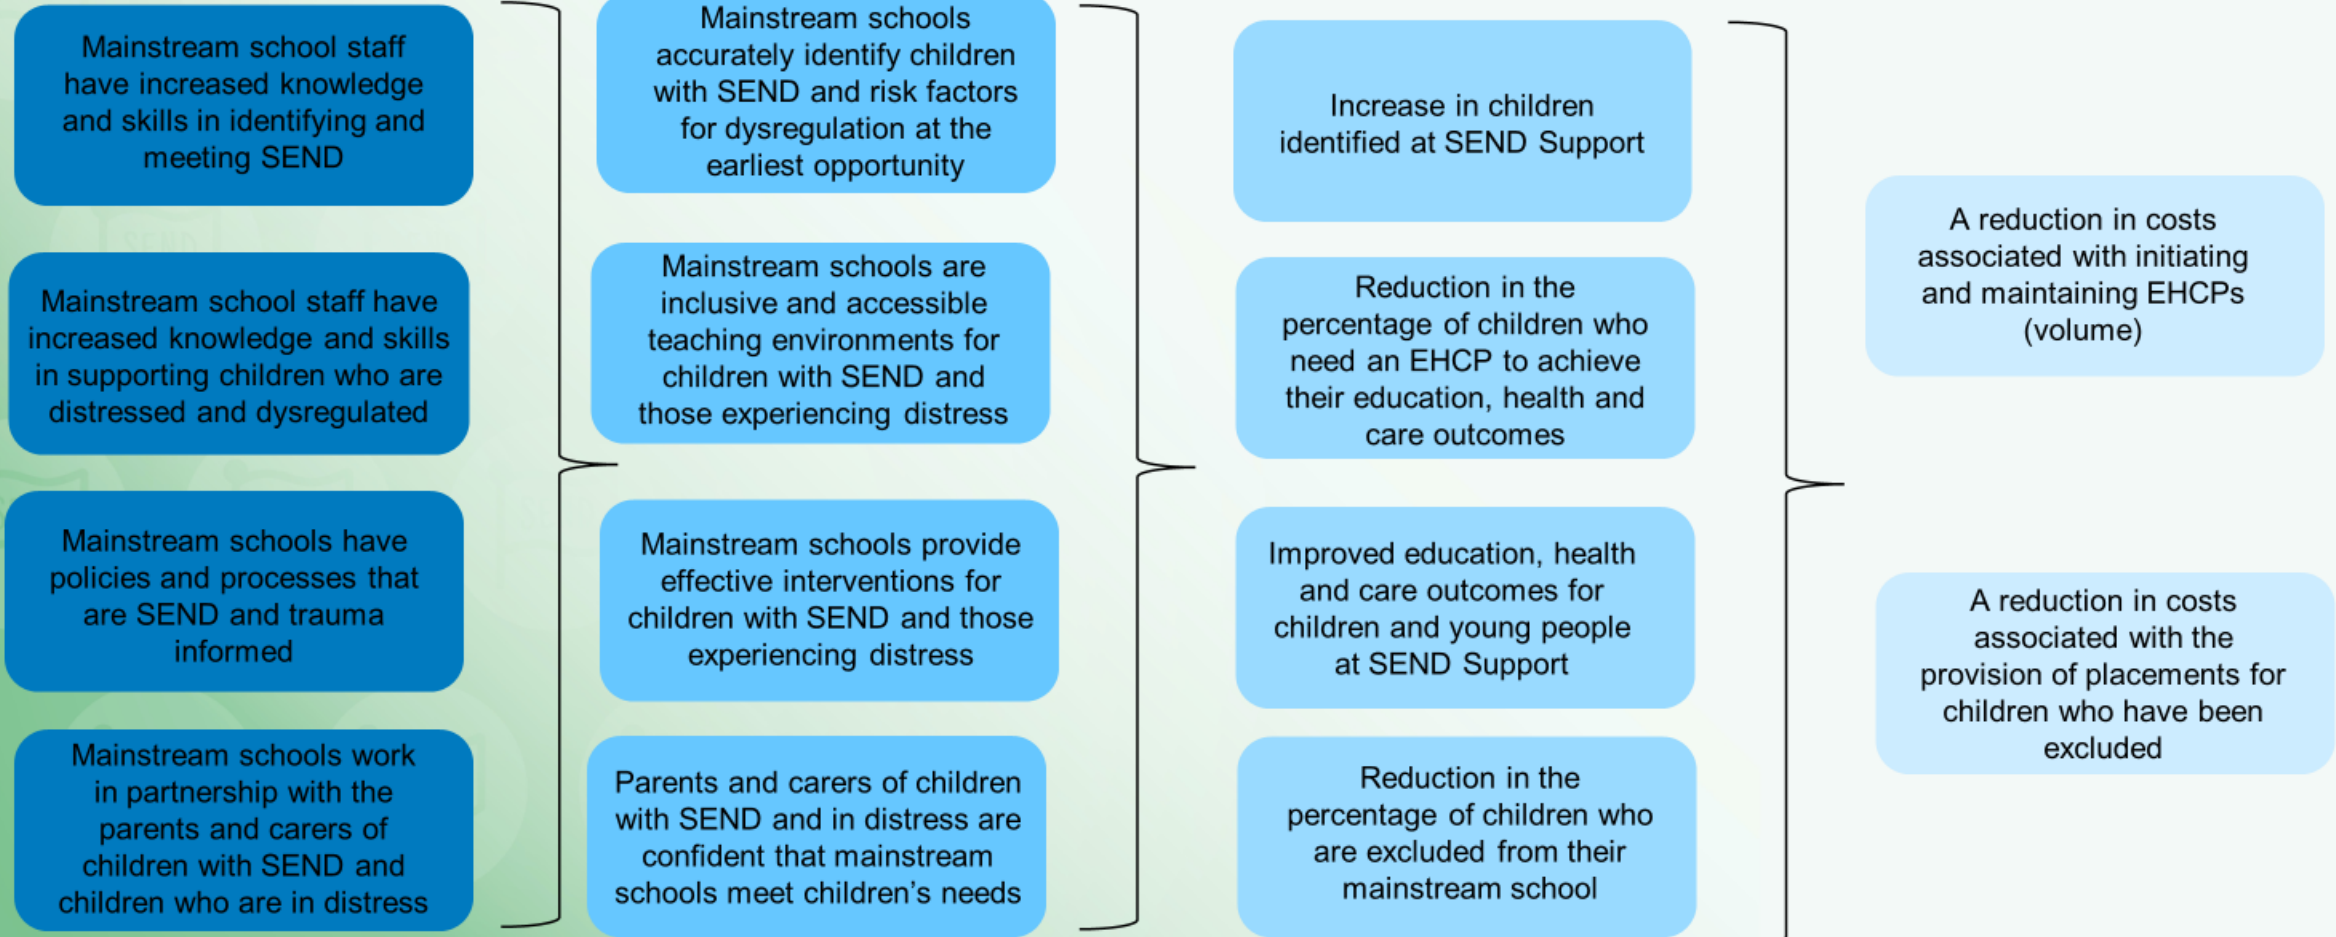 Mainstream school staff
have increased knowledge
and skills in identifying and
meeting SEND
Mainstream school staff have
increased knowledge and skills
in supporting children who are
distressed and dysregulated
Mainstream schools have
policies and processes that
are SEND and trauma
informed
Mainstream schools work
in partnership with the
parents and carers of
children with SEND and
children who are in distress
Mainstream schools
accurately identify children
with SEND and risk factors
for dysregulation at the
earliest opportunity
Mainstream schools are
inclusive and accessible
teaching environments for
children with SEND and
those experiencing distress
Mainstream schools provide
effective interventions for
children with SEND and those
experiencing distress
Parents and carers of children
with SEND and in distress are
confident that mainstream
schools meet children’s needs
Increase in children
identified at SEND Support
Reduction in the
percentage of children who
need an EHCP to achieve
their education, health and
care outcomes
Improved education, health
and care outcomes for
children and young people
at SEND Support
Reduction in the
percentage of children who
are excluded from their
mainstream school
A reduction in costs
associated with initiating
and maintaining EHCPs
(volume)
A reduction in costs
associated with the
provision of placements for
children who have been
excluded